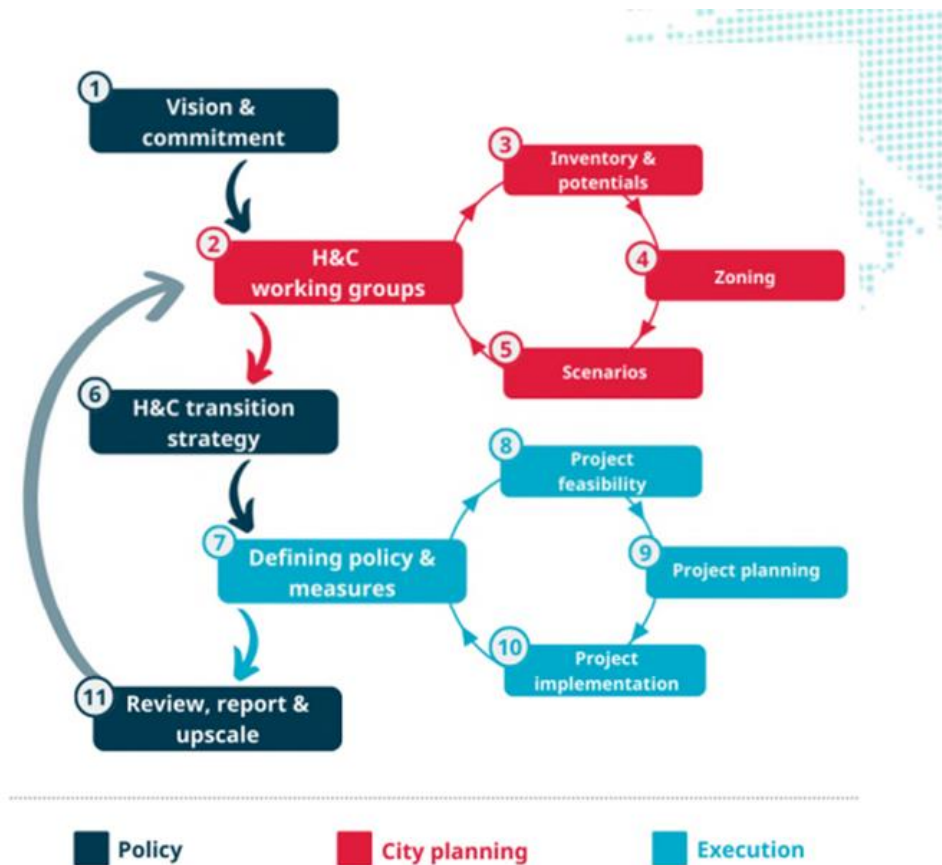 1
Vision &
commitment
2
H&C
working groups
3
Inventory &
potentials
4
Zoning
5
Scenarios
6
H&C transition
strategy
7
Defining policy &
measures
8
Project
feasibility
9
Project planning
10
Project
implementation
11
Review, report &
upscale
Policy
City planning
Execution